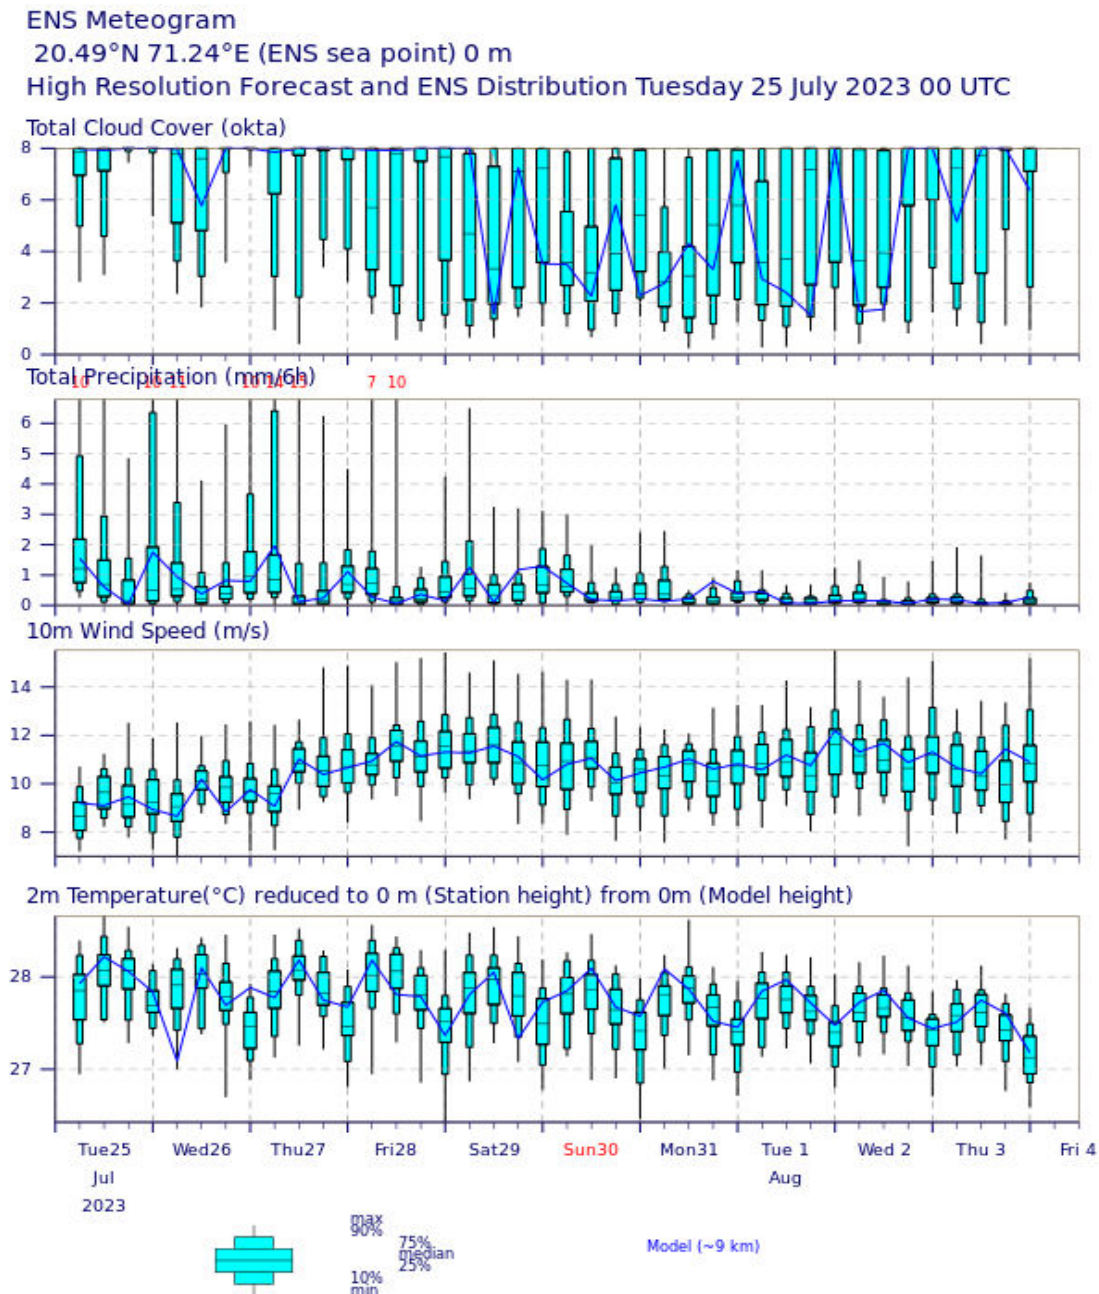 ENS Meteogram
20.49°N 71.24°E (ENS sea point) 0 m
High Resolution Forecast and ENS Distribution Tuesday 25 July 2023 00 UTC
Total Cloud Cover (okta)
8
6
4
2
0
Total Precipitation (mm/6h)
10 11 7 10
6
5
4
3
2
1
0
10m Wind Speed (m/s)
14
12
10
8
2m Temperature(°C) reduced to 0 m (Station height) from 0m (Model height)
28
27
Tue25 Wed26 Thu27 Fri28 Sat29 Sun30 Mon31 Tue 1 Wed 2 Thu 3 Fri 4
Jul Aug
2023
max
90%
75%
median
25%
10%
min
Model (~9 km)